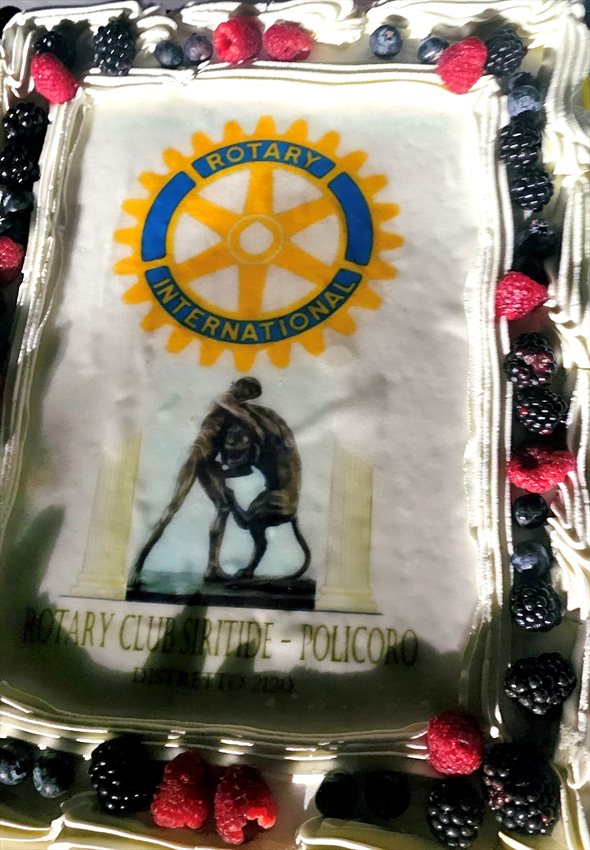 ROTARY
INTERNATIONAL
ROTARY CLUB SIRITIDE - POLICORO
DISTRETTO 2120